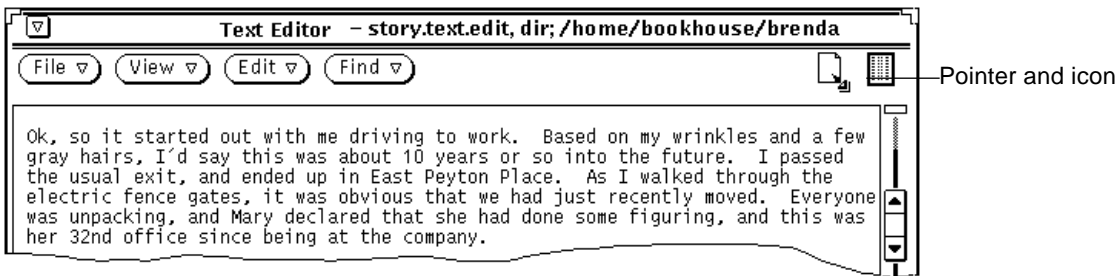 Text Editor – story.text.edit, dir; /home/bookhouse/brenda
File View Edit Find
Pointer and icon
Ok, so it started out with me driving to work.  Based on my wrinkles and a few
gray hairs, I´d say this was about 10 years or so into the future.  I passed
the usual exit, and ended up in East Peyton Place.  As I walked through the
electric fence gates, it was obvious that we had just recently moved.  Everyone
was unpacking, and Mary declared that she had done some figuring, and this was
her 32nd office since being at the company.